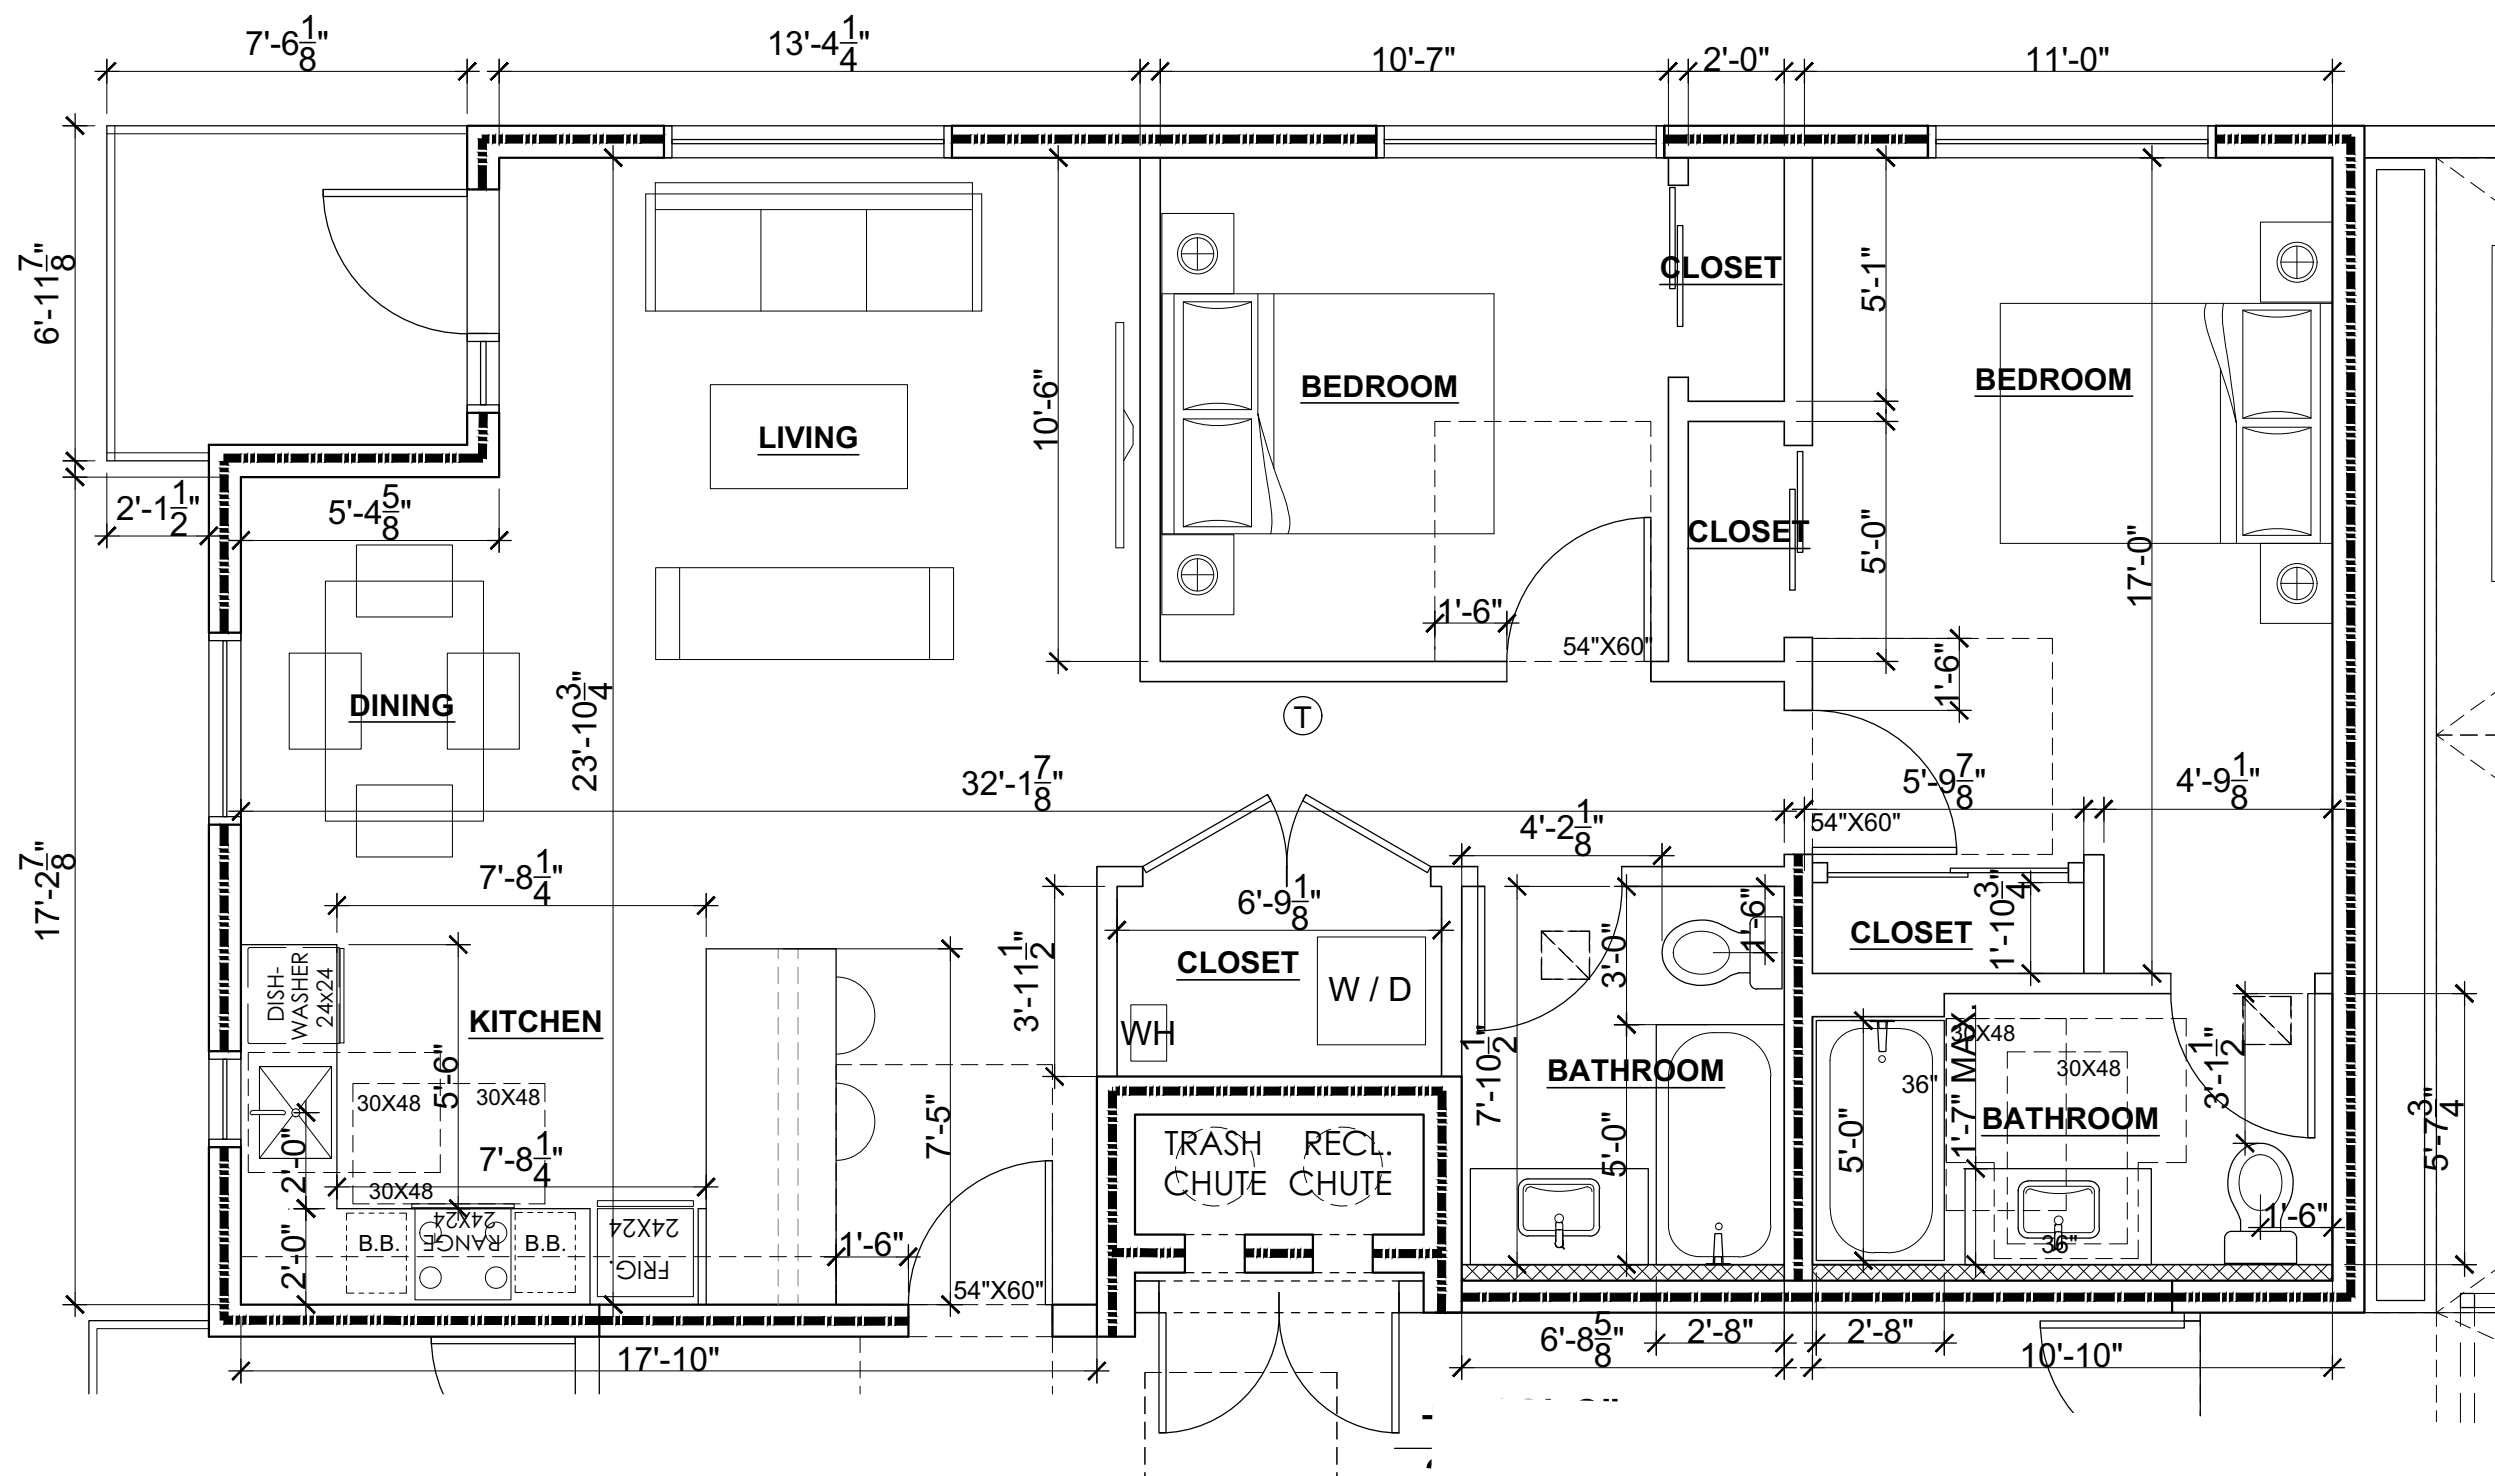 7'-6 1/8"
13'-4 1/4"
10'-7"
2'-0"
11'-0"
6'-11 7/8"
CLOSET
5'-1"
BEDROOM
BEDROOM
10'-6"
LIVING
2'-1 1/2"
5'-4 5/8"
CLOSET
5'-0"
17'-0"
1'-6"
54"X60"
1'-6"
DINING
23'-10 3/4"
T
32'-1 7/8"
5'-9 7/8"
4'-9 1/8"
54"X60"
4'-2 1/8"
17'-2 7/8"
7'-8 1/4"
6'-9 1/8"
1'-6"
3'-0"
1'-10 3/4"
CLOSET
CLOSET
3'-11 1/2"
W / D
WH
DISH-
WASHER
24x24
KITCHEN
5'-6"
30X48
30X48
7'-10 1/2"
BATHROOM
30X48
36"
1'-7" MAX.
30X48
3'-1 1/2"
BATHROOM
5'-7 3/4"
7'-5"
2'-0"
7'-8 1/4"
30X48
TRASH
CHUTE
RECL.
CHUTE
5'-0"
5'-0"
1'-6"
36"
2'-0"
B.B.
RANGE
24X24
B.B.
24X24
FRIG.
1'-6"
54"X60"
17'-10"
6'-8 5/8"
2'-8"
2'-8"
10'-10"